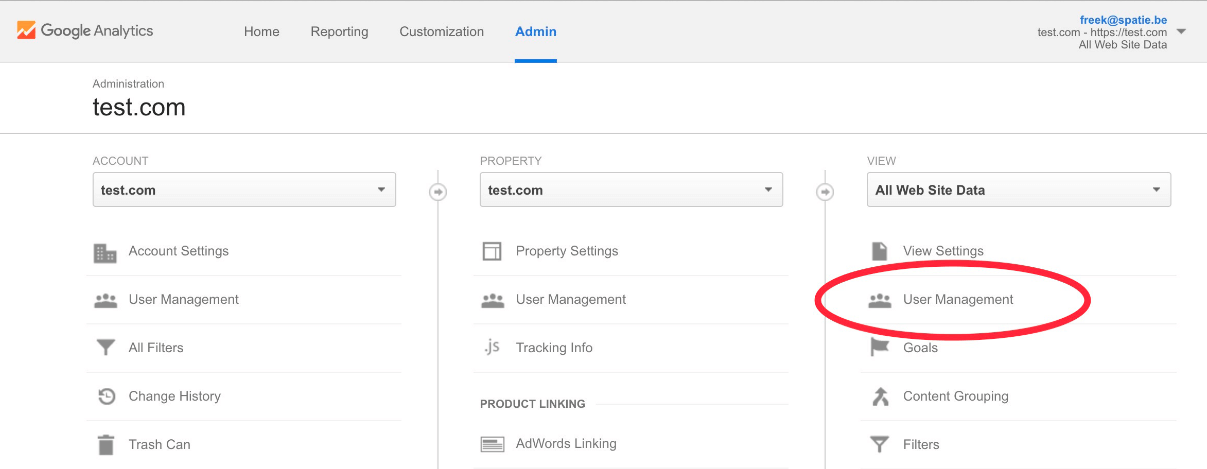 Google Analytics
Home Reporting Customization Admin
freek@spatie.be
test.com - https://test.com
All Web Site Data
Administration
test.com
ACCOUNT
test.com
Account Settings
User Management
All Filters
Change History
Trash Can
PROPERTY
test.com
Property Settings
User Management
.js Tracking Info
PRODUCT LINKING
AdWords Linking
VIEW
All Web Site Data
View Settings
User Management
Goals
Content Grouping
Filters